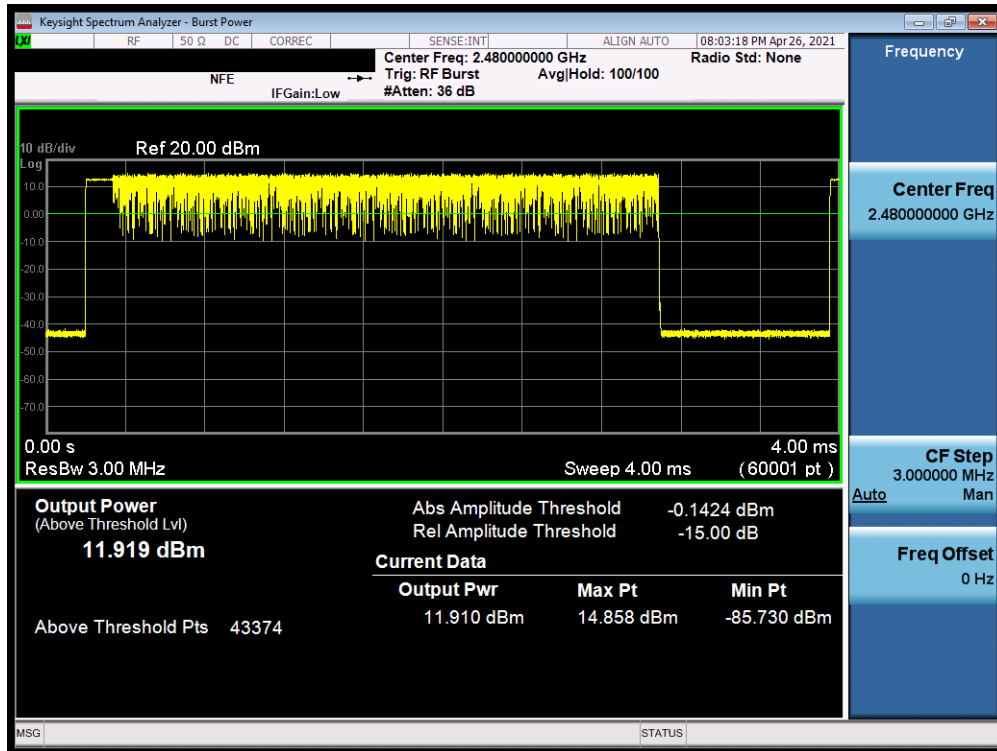 Keysight Spectrum Analyzer - Burst Power
LXI RF 50 Ω DC CORREC SENSE:INT ALIGN AUTO 08:03:18 PM Apr 26, 2021
Center Freq: 2.480000000 GHz Radio Std: None
NFE Trig: RF Burst Avg|Hold: 100/100
IFGain:Low #Atten: 36 dB
Frequency
10 dB/div Ref 20.00 dBm
Log
10.0
0.00
-10.0
-20.0
-30.0
-40.0
-50.0
-60.0
-70.0
0.00 s 4.00 ms
ResBw 3.00 MHz Sweep 4.00 ms (60001 pt)
Output Power
(Above Threshold Lvl)
11.919 dBm
Above Threshold Pts 43374
Abs Amplitude Threshold -0.1424 dBm
Rel Amplitude Threshold -15.00 dB
Current Data
Output Pwr Max Pt Min Pt
11.910 dBm 14.858 dBm -85.730 dBm
Center Freq
2.480000000 GHz
CF Step
3.000000 MHz
Auto Man
Freq Offset
0 Hz
MSG STATUS